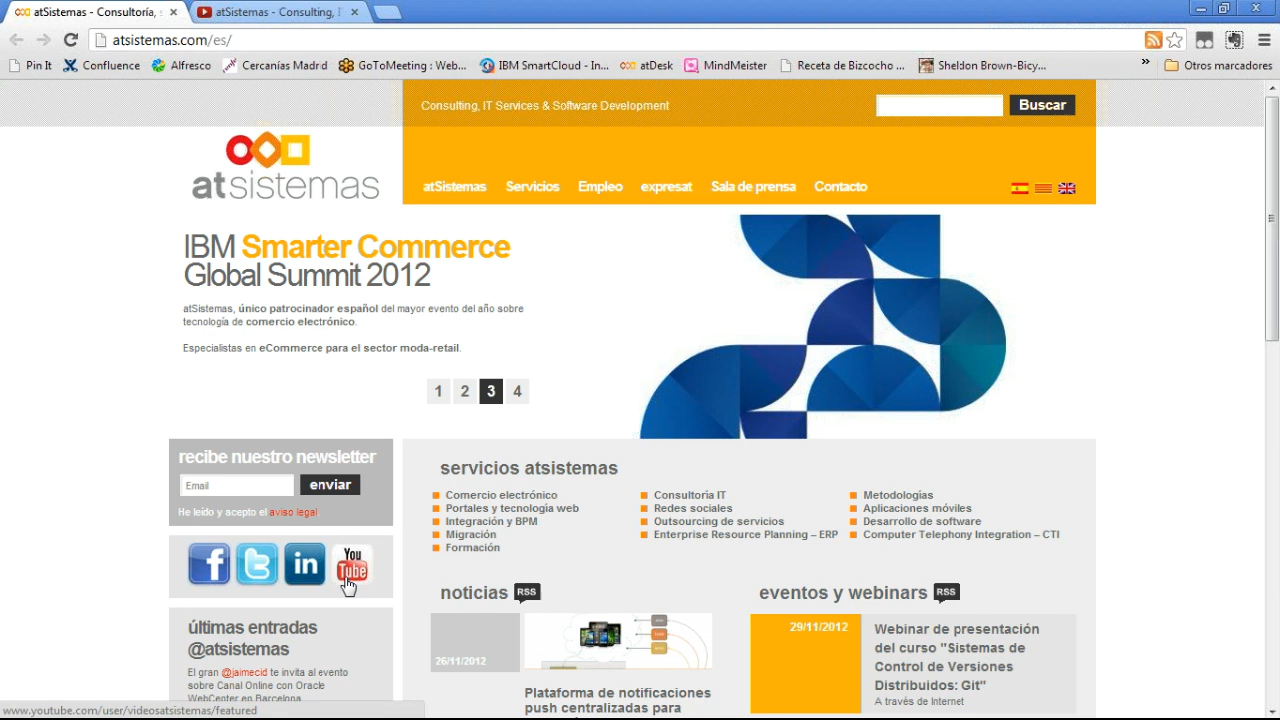 atSistemas - Consultoría, s
atSistemas - Consulting, I
atsistemas.com/es/
Pin It
Confluence
Alfresco
Cercanías Madrid
GoToMeeting : Web...
IBM SmartCloud - In...
atDesk
MindMeister
Receta de Bizcocho ...
Sheldon Brown-Bicy...
»
Otros marcadores
Consulting, IT Services & Software Development
Buscar
atsistemas
atSistemas
Servicios
Empleo
expresat
Sala de prensa
Contacto
IBM Smarter Commerce
Global Summit 2012
atSistemas, único patrocinador español del mayor evento del año sobre
tecnología de comercio electrónico.
Especialistas en eCommerce para el sector moda-retail.
1 2 3 4
recibe nuestro newsletter
Email
enviar
He leído y acepto el aviso legal
f
t
in
You
Tube
últimas entradas
@atsistemas
El gran @jaimecid te invita al evento
sobre Canal Online con Oracle
WebCenter en Barcelona
servicios atsistemas
Comercio electrónico
Portales y tecnología web
Integración y BPM
Migración
Formación
Consultoría IT
Redes sociales
Outsourcing de servicios
Enterprise Resource Planning – ERP
Metodologías
Aplicaciones móviles
Desarrollo de software
Computer Telephony Integration – CTI
noticias RSS
26/11/2012
Plataforma de notificaciones
push centralizadas para
eventos y webinars RSS
29/11/2012
Webinar de presentación
del curso "Sistemas de
Control de Versiones
Distribuidos: Git"
A través de Internet
www.youtube.com/user/videosatsistemas/featured